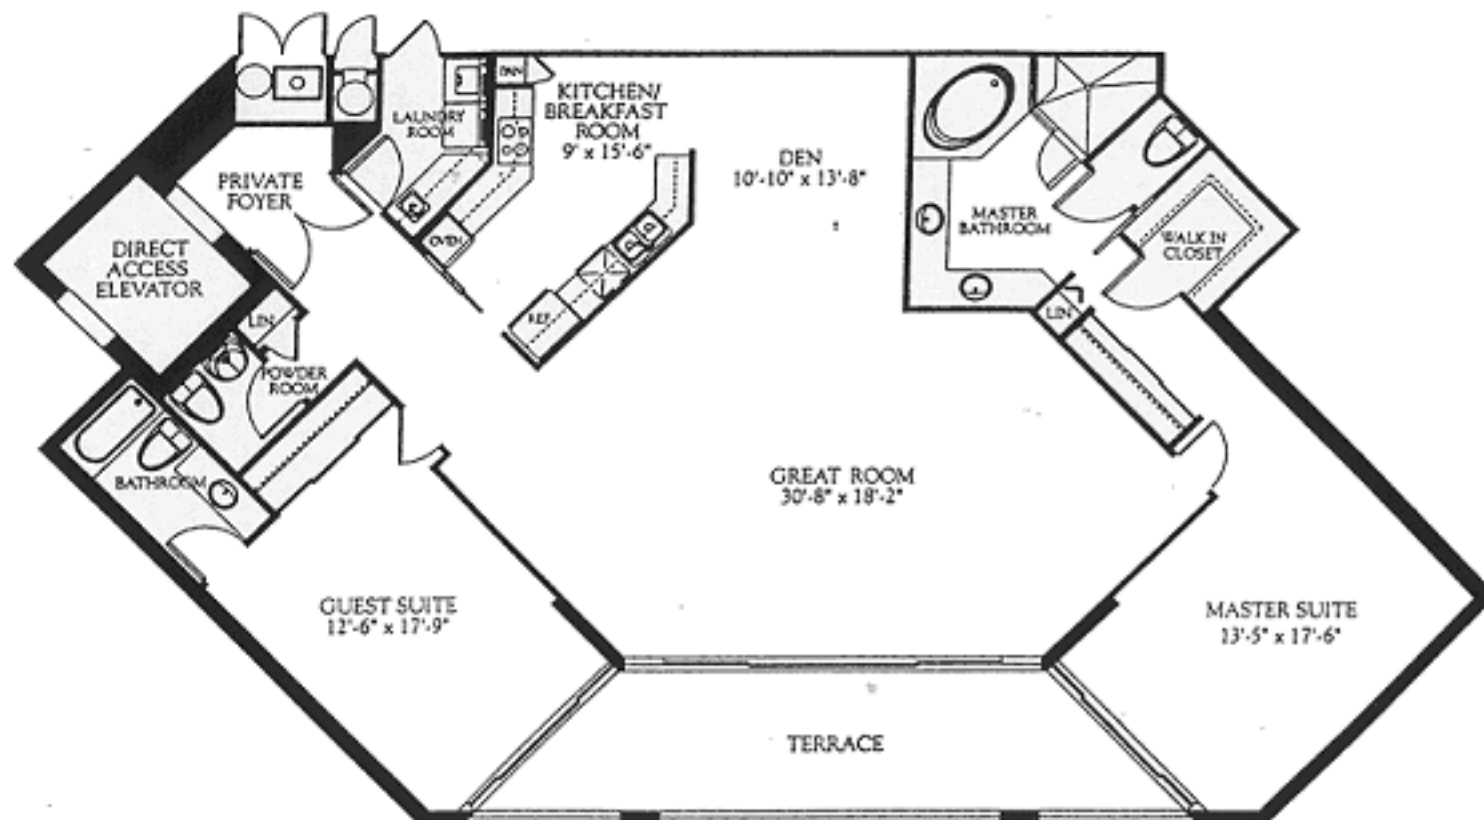 PAN
KITCHEN/
BREAKFAST
ROOM
9' x 15'-6"
LAUNDRY
ROOM
DEN
10'-10" x 13'-8"
PRIVATE
FOYER
MASTER
BATHROOM
WALK IN
CLOSET
DIRECT
ACCESS
ELEVATOR
OVEN
REF.
LIN
LIN
POWDER
ROOM
BATHROOM
GREAT ROOM
30'-8" x 18'-2"
GUEST SUITE
12'-6" x 17'-9"
MASTER SUITE
13'-5" x 17'-6"
TERRACE